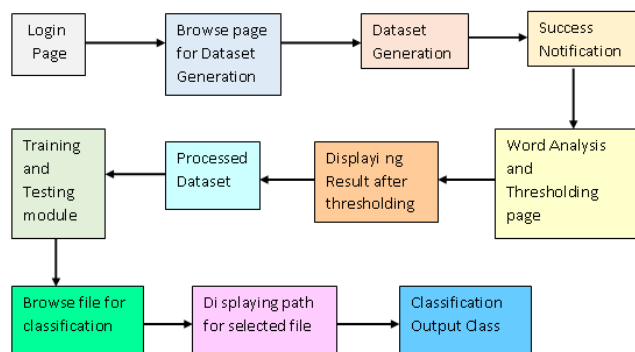 Login
Page
Browse page
for Dataset
Generation
Dataset
Generation
Success
Notification
Training
and
Testing
module
Processed
Dataset
Displayi ng
Result after
thresholding
Word Analysis
and
Thresholding
page
Browse file for
classification
Di splaying path
for selected file
Classification
Output Class